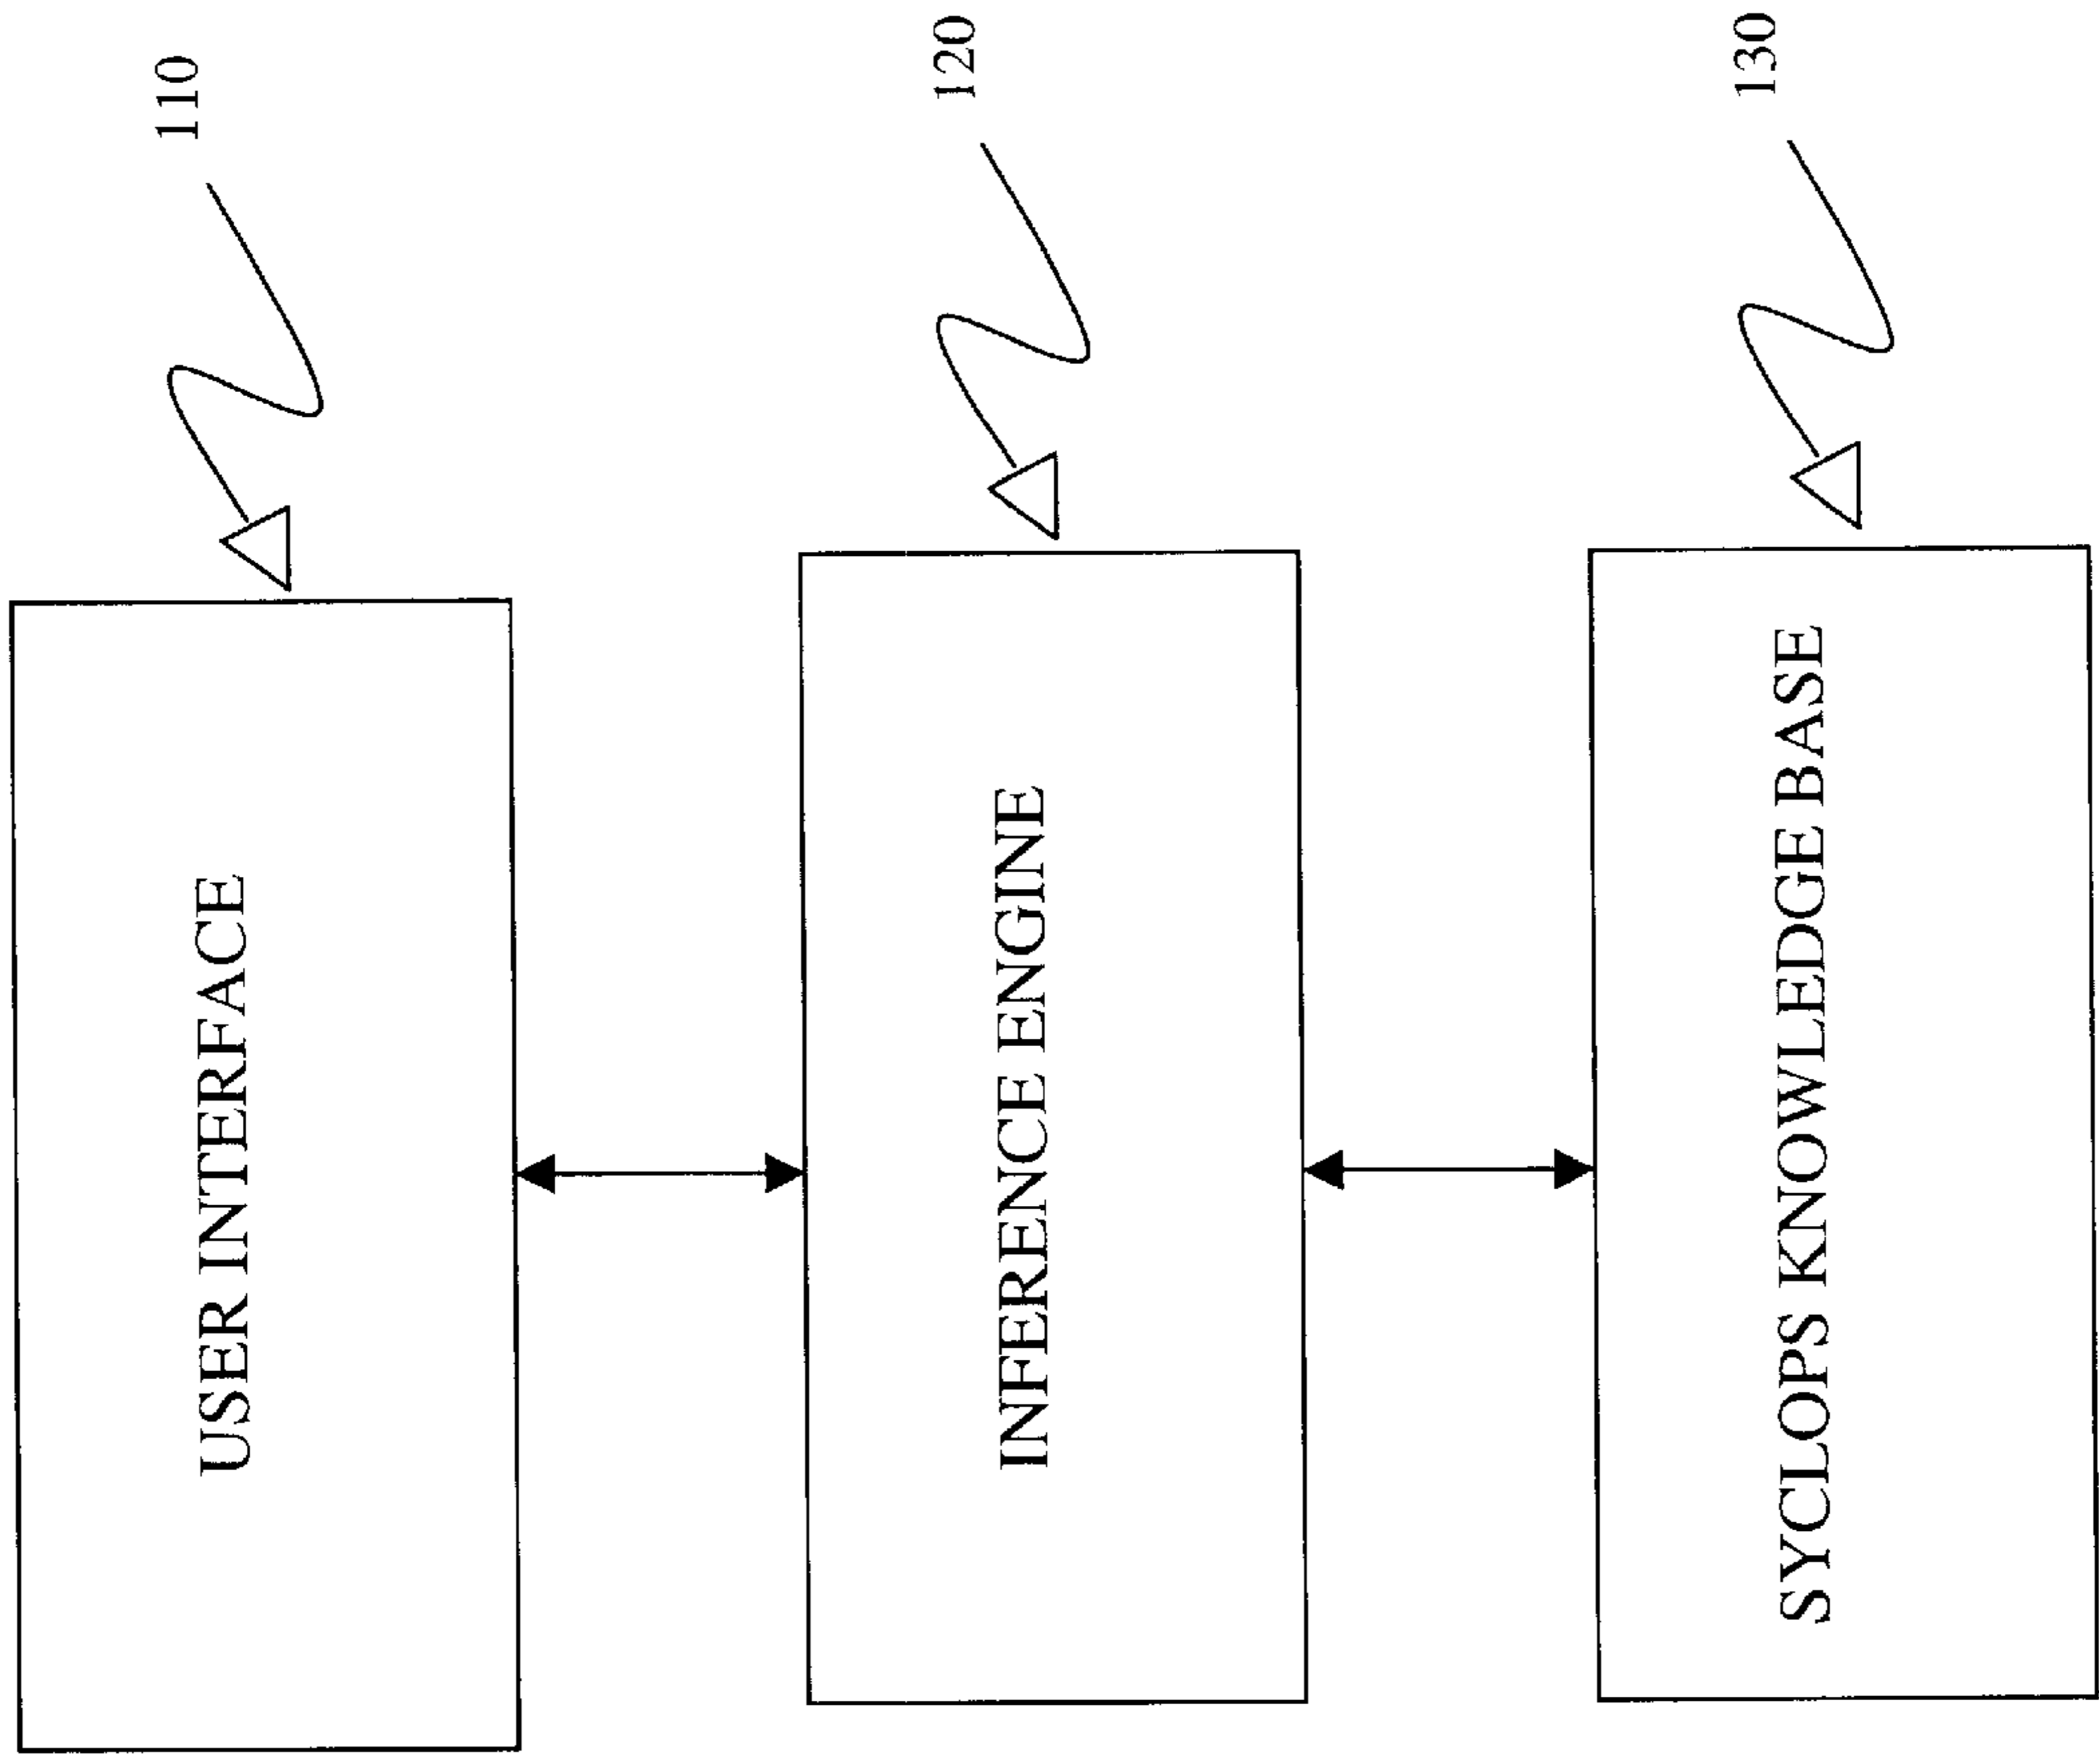 USER INTERFACE
110
INFERENCE ENGINE
120
SYCLOPS KNOWLEDGE BASE
130